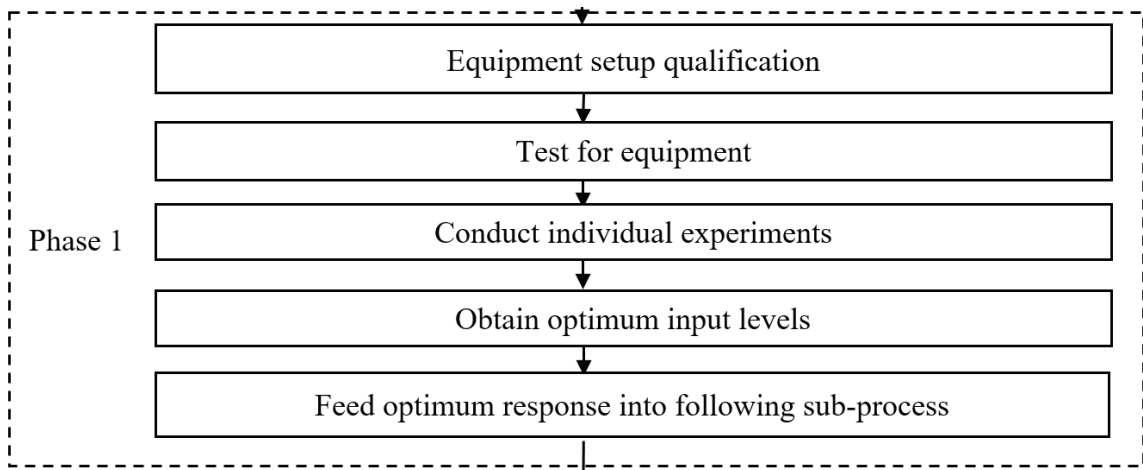 Equipment setup qualification
Test for equipment
Phase 1
Conduct individual experiments
Obtain optimum input levels
Feed optimum response into following sub-process